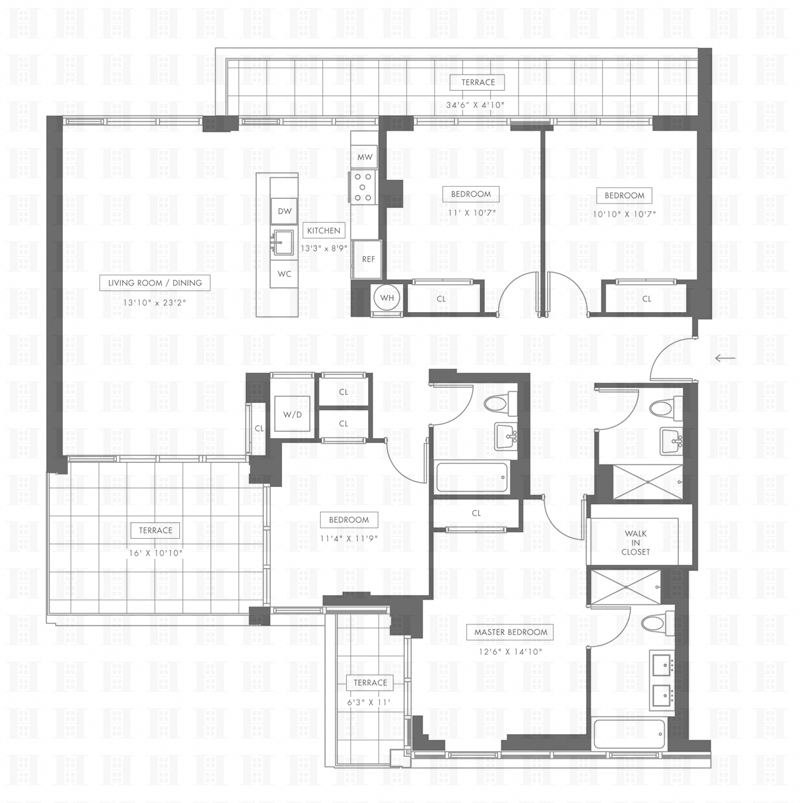 TERRACE
34'6" X 4'10"
MW
BEDROOM
11' X 10'7"
BEDROOM
10'10" X 10'7"
DW
KITCHEN
13'3" x 8'9"
REF
WC
LIVING ROOM / DINING
13'10" x 23'2"
WH
CL
CL
CL
W/D
CL
CL
CL
BEDROOM
11'4" X 11'9"
TERRACE
16' X 10'10"
WALK
IN
CLOSET
MASTER BEDROOM
12'6" X 14'10"
TERRACE
6'3" X 11'